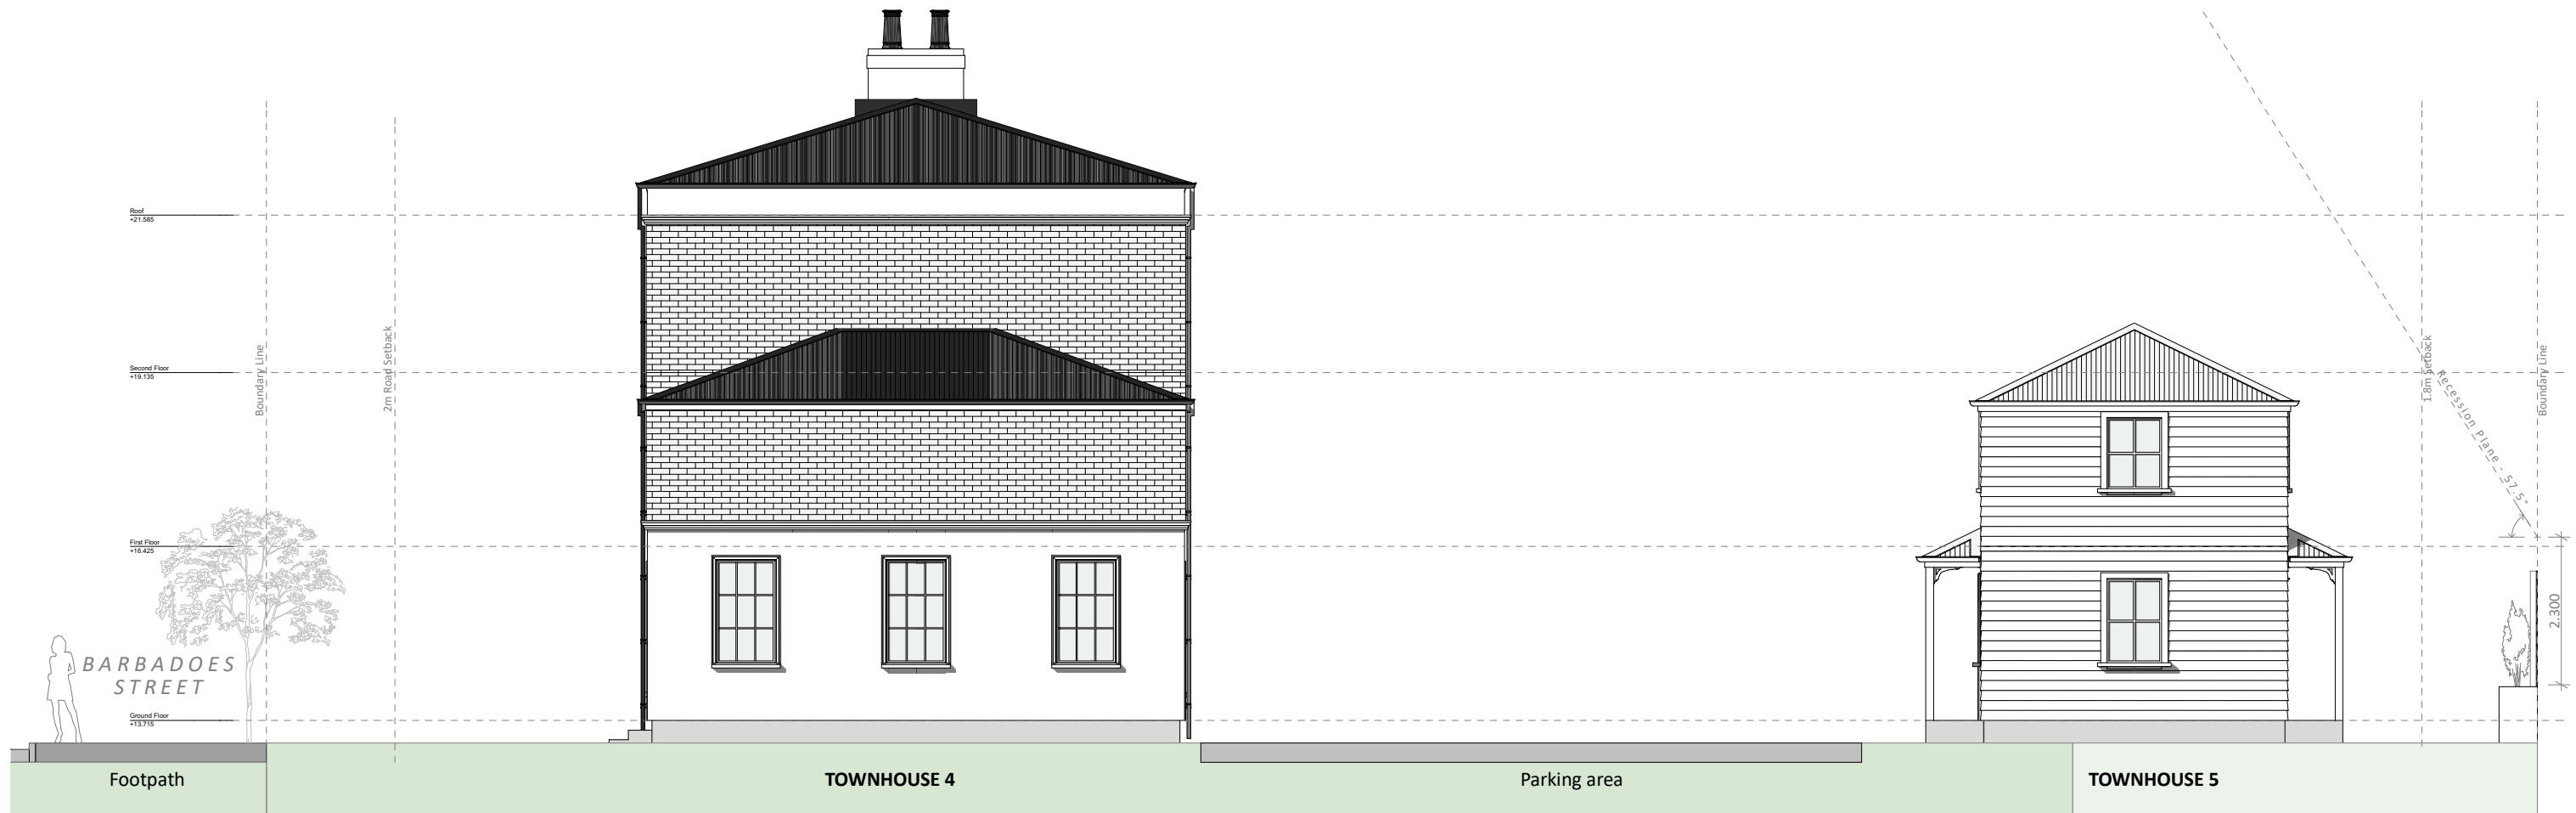 Roof
+21.585
Second Floor
+19.135
First Floor
+16.425
Ground Floor
+13.715
Boundary Line
2m Road Setback
1.8m Setback
Recession Plane - 57.5°
Boundary Line
2.300
BARBADOES
STREET
Footpath
TOWNHOUSE 4
Parking area
TOWNHOUSE 5